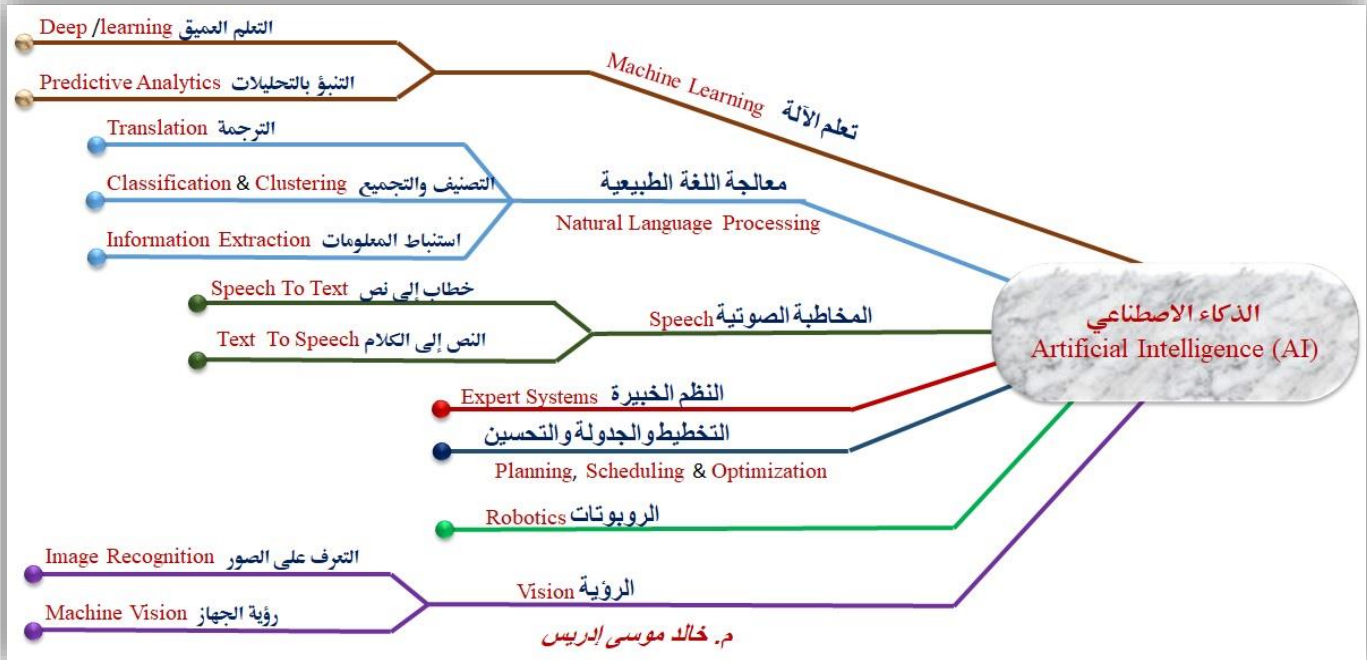 Deep /learning التعلم العميق
Predictive Analytics التنبؤ بالتحليلات
Machine Learning تعلم الآلة
Translation الترجمة
Classification & Clustering التصنيف والتجميع
Information Extraction استنباط المعلومات
معالجة اللغة الطبيعية
Natural Language Processing
Speech To Text خطاب إلى نص
Text To Speech النص إلى الكلام
Speech المخاطبة الصوتية
الذكاء الاصطناعي
Artificial Intelligence (AI)
Expert Systems النظم الخبيرة
التخطيط والجدولة والتحسين
Planning, Scheduling & Optimization
Robotics الروبوتات
Image Recognition التعرف على الصور
Machine Vision رؤية الجهاز
Vision الرؤية
م. خالد موسى إدريس